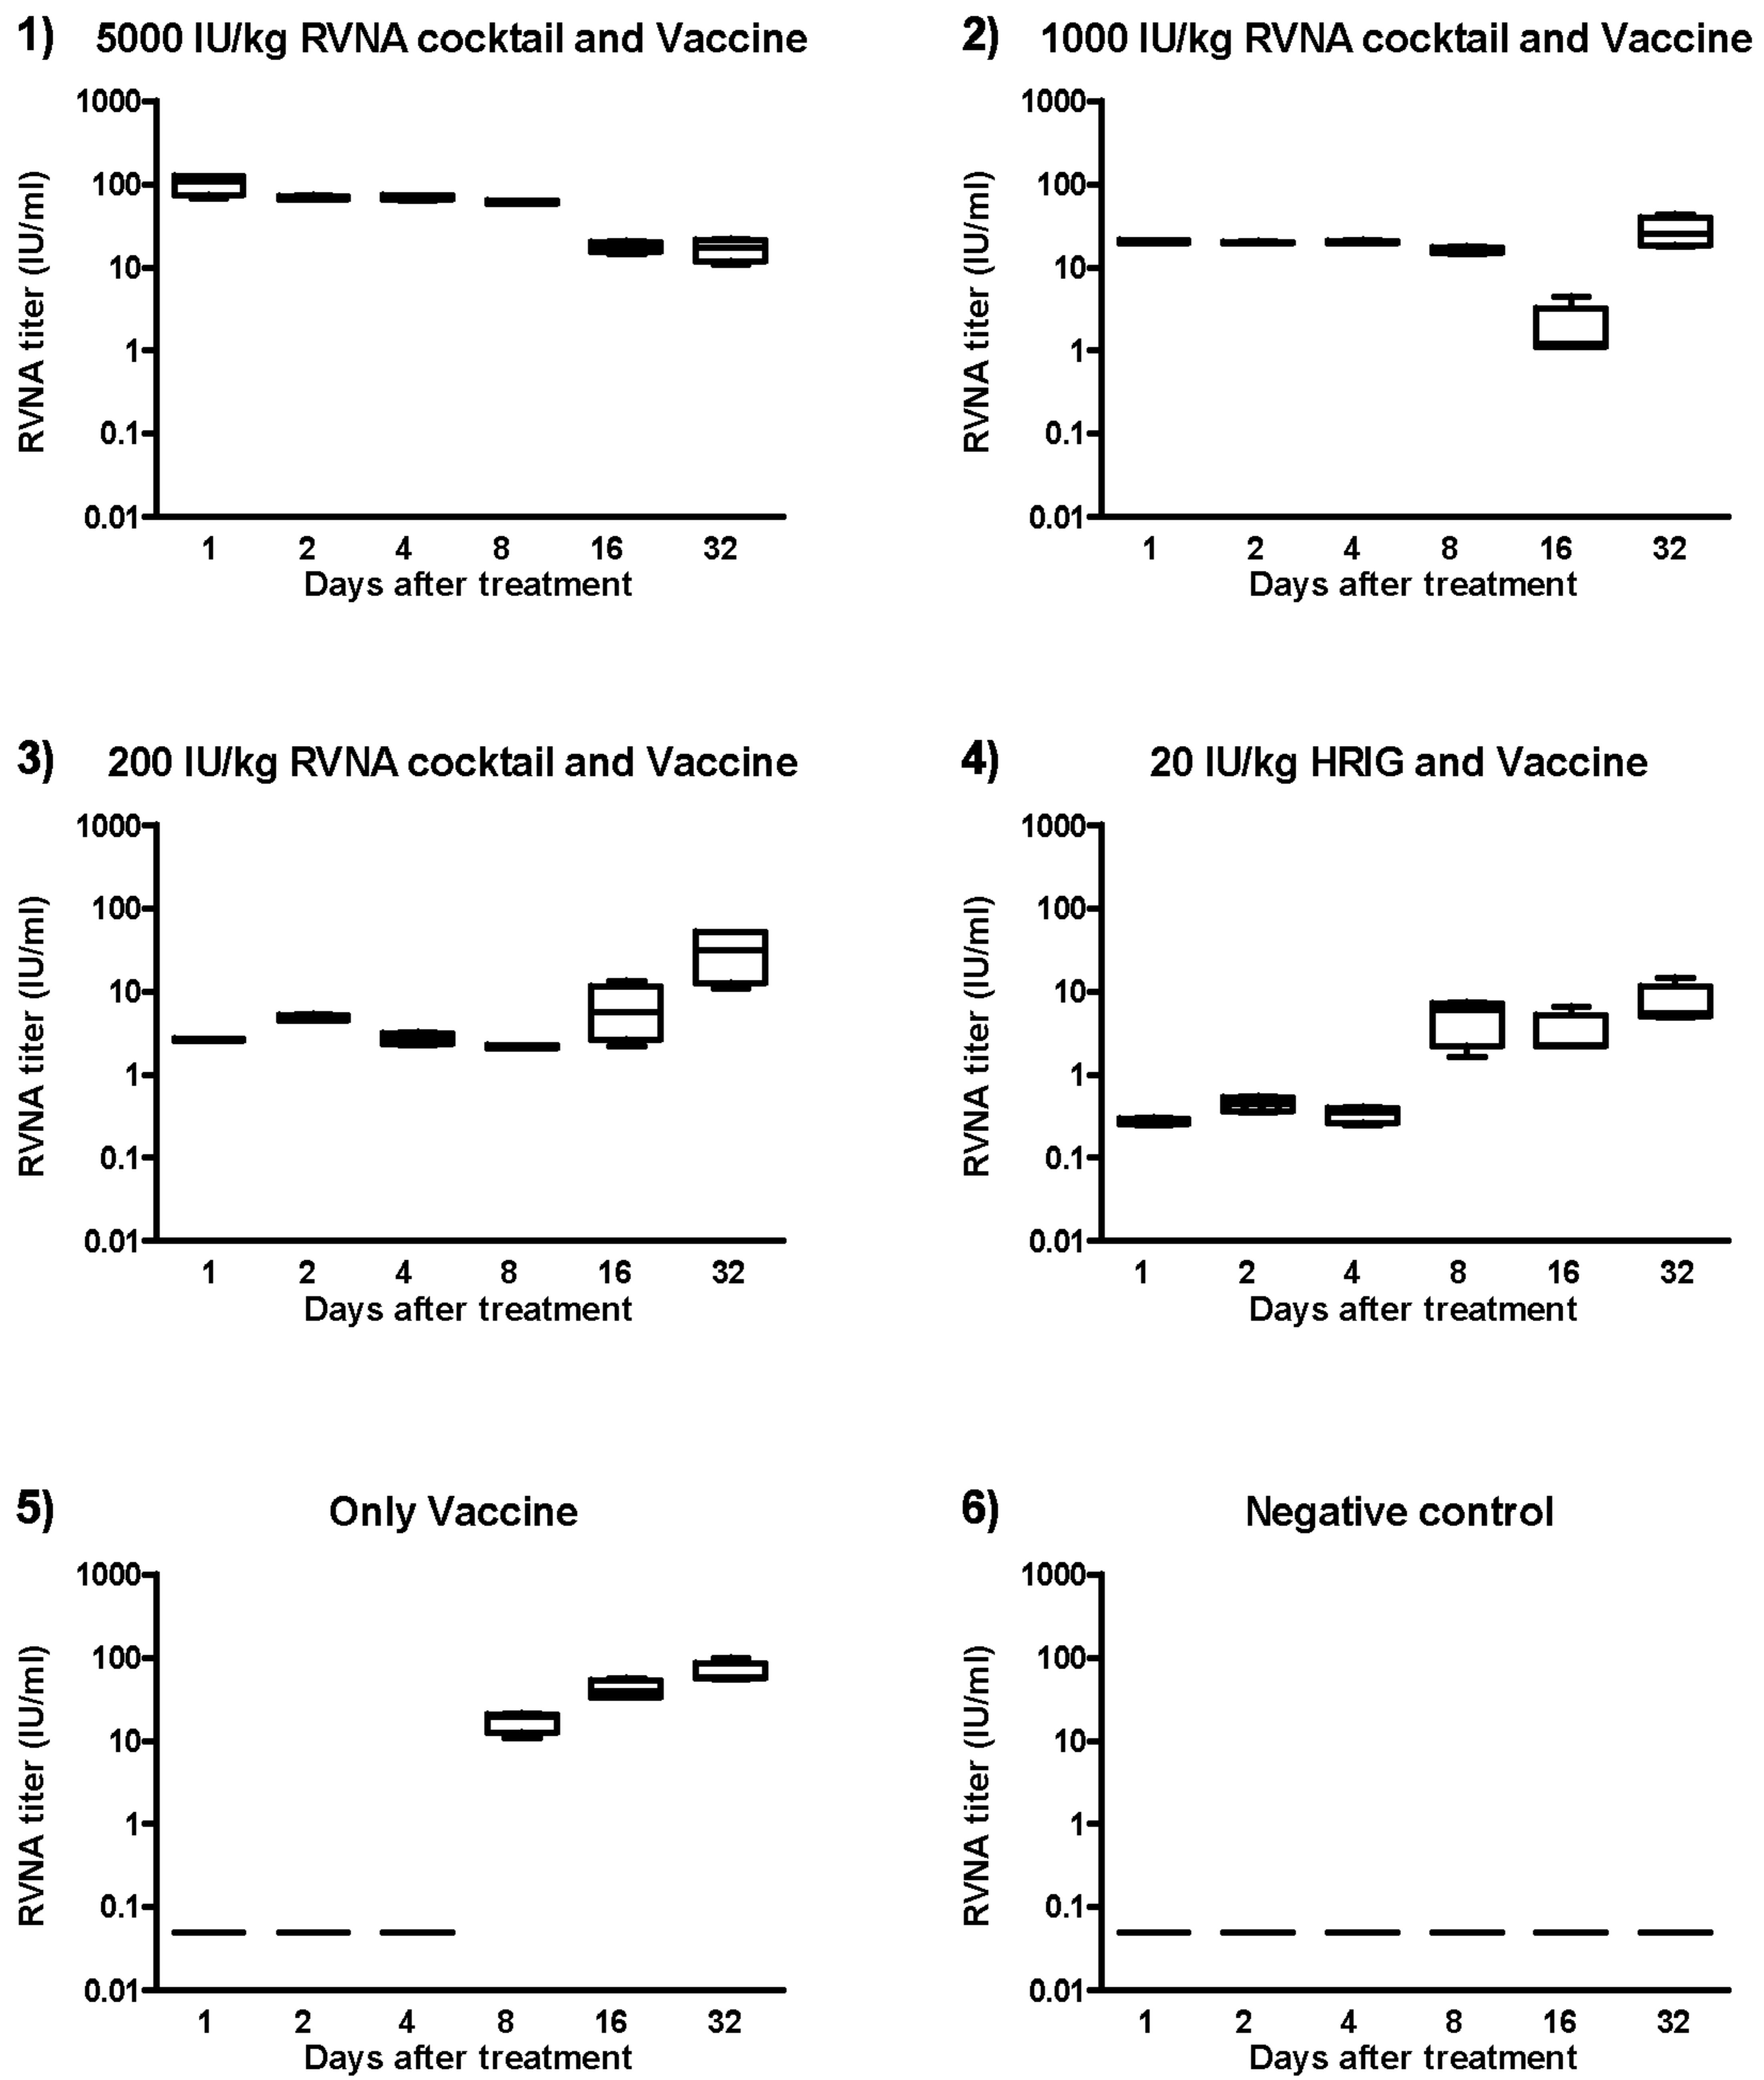 1) 5000 IU/kg RVNA cocktail and Vaccine
RVNA titer (IU/ml)
1000
100
10
1
0.1
0.01
1 2 4 8 16 32
Days after treatment
2) 1000 IU/kg RVNA cocktail and Vaccine
RVNA titer (IU/ml)
1000
100
10
1
0.1
0.01
1 2 4 8 16 32
Days after treatment
3) 200 IU/kg RVNA cocktail and Vaccine
RVNA titer (IU/ml)
1000
100
10
1
0.1
0.01
1 2 4 8 16 32
Days after treatment
4) 20 IU/kg HRIG and Vaccine
RVNA titer (IU/ml)
1000
100
10
1
0.1
0.01
1 2 4 8 16 32
Days after treatment
5) Only Vaccine
RVNA titer (IU/ml)
1000
100
10
1
0.1
0.01
1 2 4 8 16 32
Days after treatment
6) Negative control
RVNA titer (IU/ml)
1000
100
10
1
0.1
0.01
1 2 4 8 16 32
Days after treatment